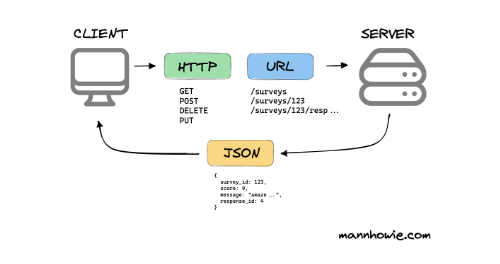 CLIENT
SERVER
HTTP
URL
GET
POST
DELETE
PUT
/surveys
/surveys/123
/surveys/123/resp...
JSON
{
survey_id: 123,
score: 9,
message: "amaze...",
response_id: 4
}
mannhowie.com